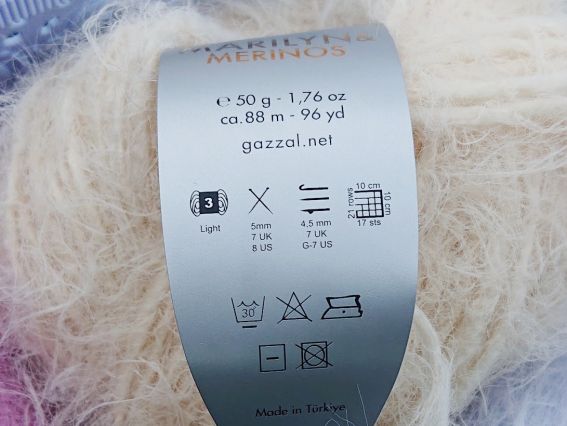 MARILYN &
MERINOS
℮ 50 g - 1,76 oz
ca.88 m - 96 yd
gazzal.net
3
Light
5mm
7 UK
8 US
4.5 mm
7 UK
G-7 US
10 cm
21 rows
10 cm
17 sts
30°
Made in Türkiye